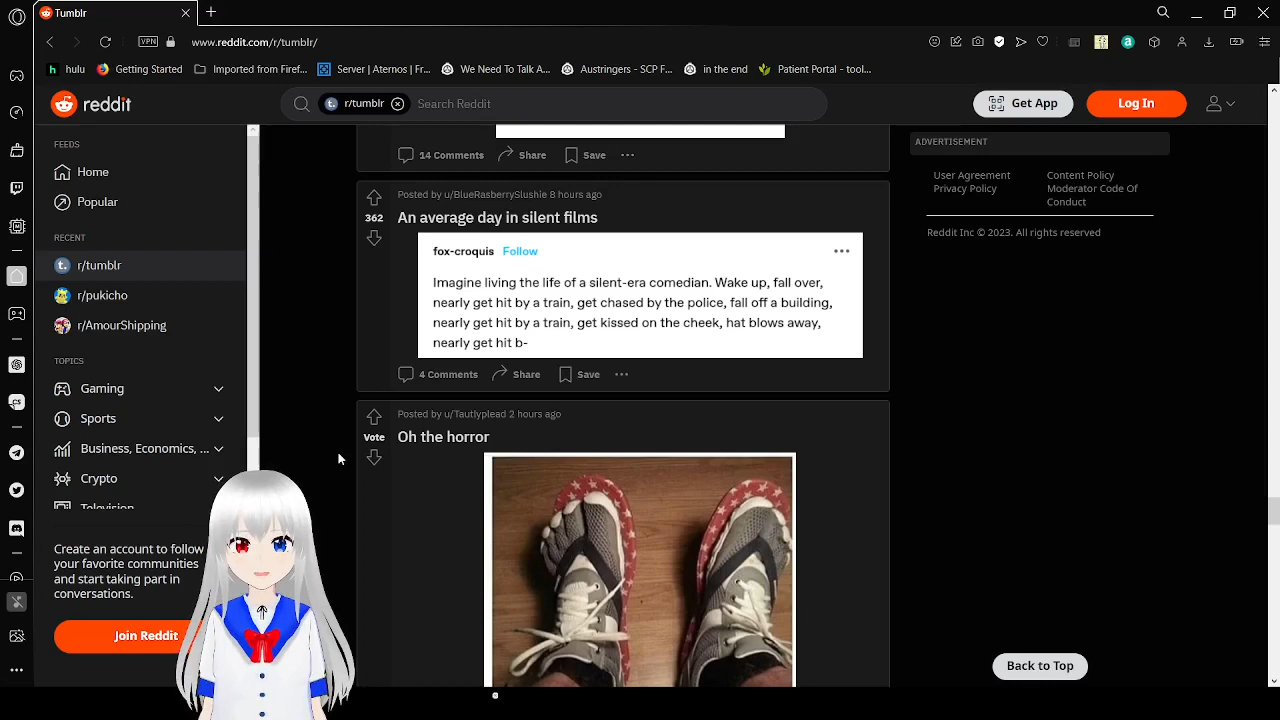 Tumblr
VPN
www.reddit.com/r/tumblr/
hulu
Getting Started
Imported from Firef...
Server | Aternos | Fr...
We Need To Talk A...
Austringers - SCP F...
in the end
Patient Portal - tool...
reddit
r/tumblr
Search Reddit
Get App
Log In
FEEDS
Home
Popular
RECENT
r/tumblr
r/pukicho
r/AmourShipping
TOPICS
Gaming
Sports
Business, Economics, ...
Crypto
Television
Create an account to follow
your favorite communities
and start taking part in
conversations.
Join Reddit
14 Comments
Share
Save
Posted by u/BlueRasberrySlushie 8 hours ago
362
An average day in silent films
fox-croquis Follow
Imagine living the life of a silent-era comedian. Wake up, fall over,
nearly get hit by a train, get chased by the police, fall off a building,
nearly get hit by a train, get kissed on the cheek, hat blows away,
nearly get hit b-
4 Comments
Share
Save
Posted by u/Tautlyplead 2 hours ago
Vote
Oh the horror
ADVERTISEMENT
User Agreement
Privacy Policy
Content Policy
Moderator Code Of
Conduct
Reddit Inc © 2023. All rights reserved
Back to Top